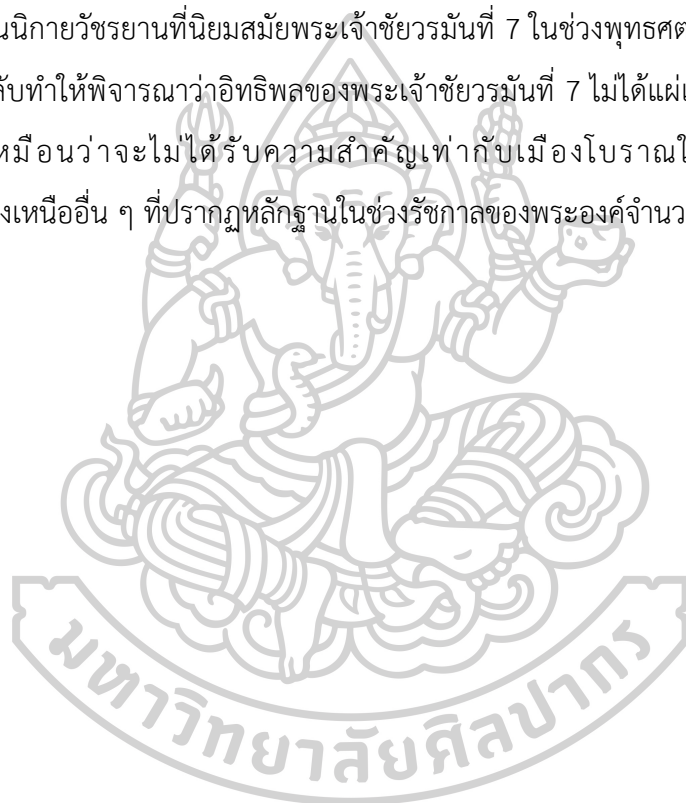 นนิกายวัชรยานที่นิยมสมัยพระเจ้าชัยวรมันที่ 7 ในช่วงพุทธศต
ลับทำให้พิจารณาว่าอิทธิพลของพระเจ้าชัยวรมันที่ 7 ไม่ได้แผ่เ
หมือนว่าจะไม่ได้รับความสำคัญเท่ากับเมืองโบราณใ
งเหนืออื่น ๆ ที่ปรากฏหลักฐานในช่วงรัชกาลของพระองค์จำนว
มหาวิทยาลัยศิลปากร